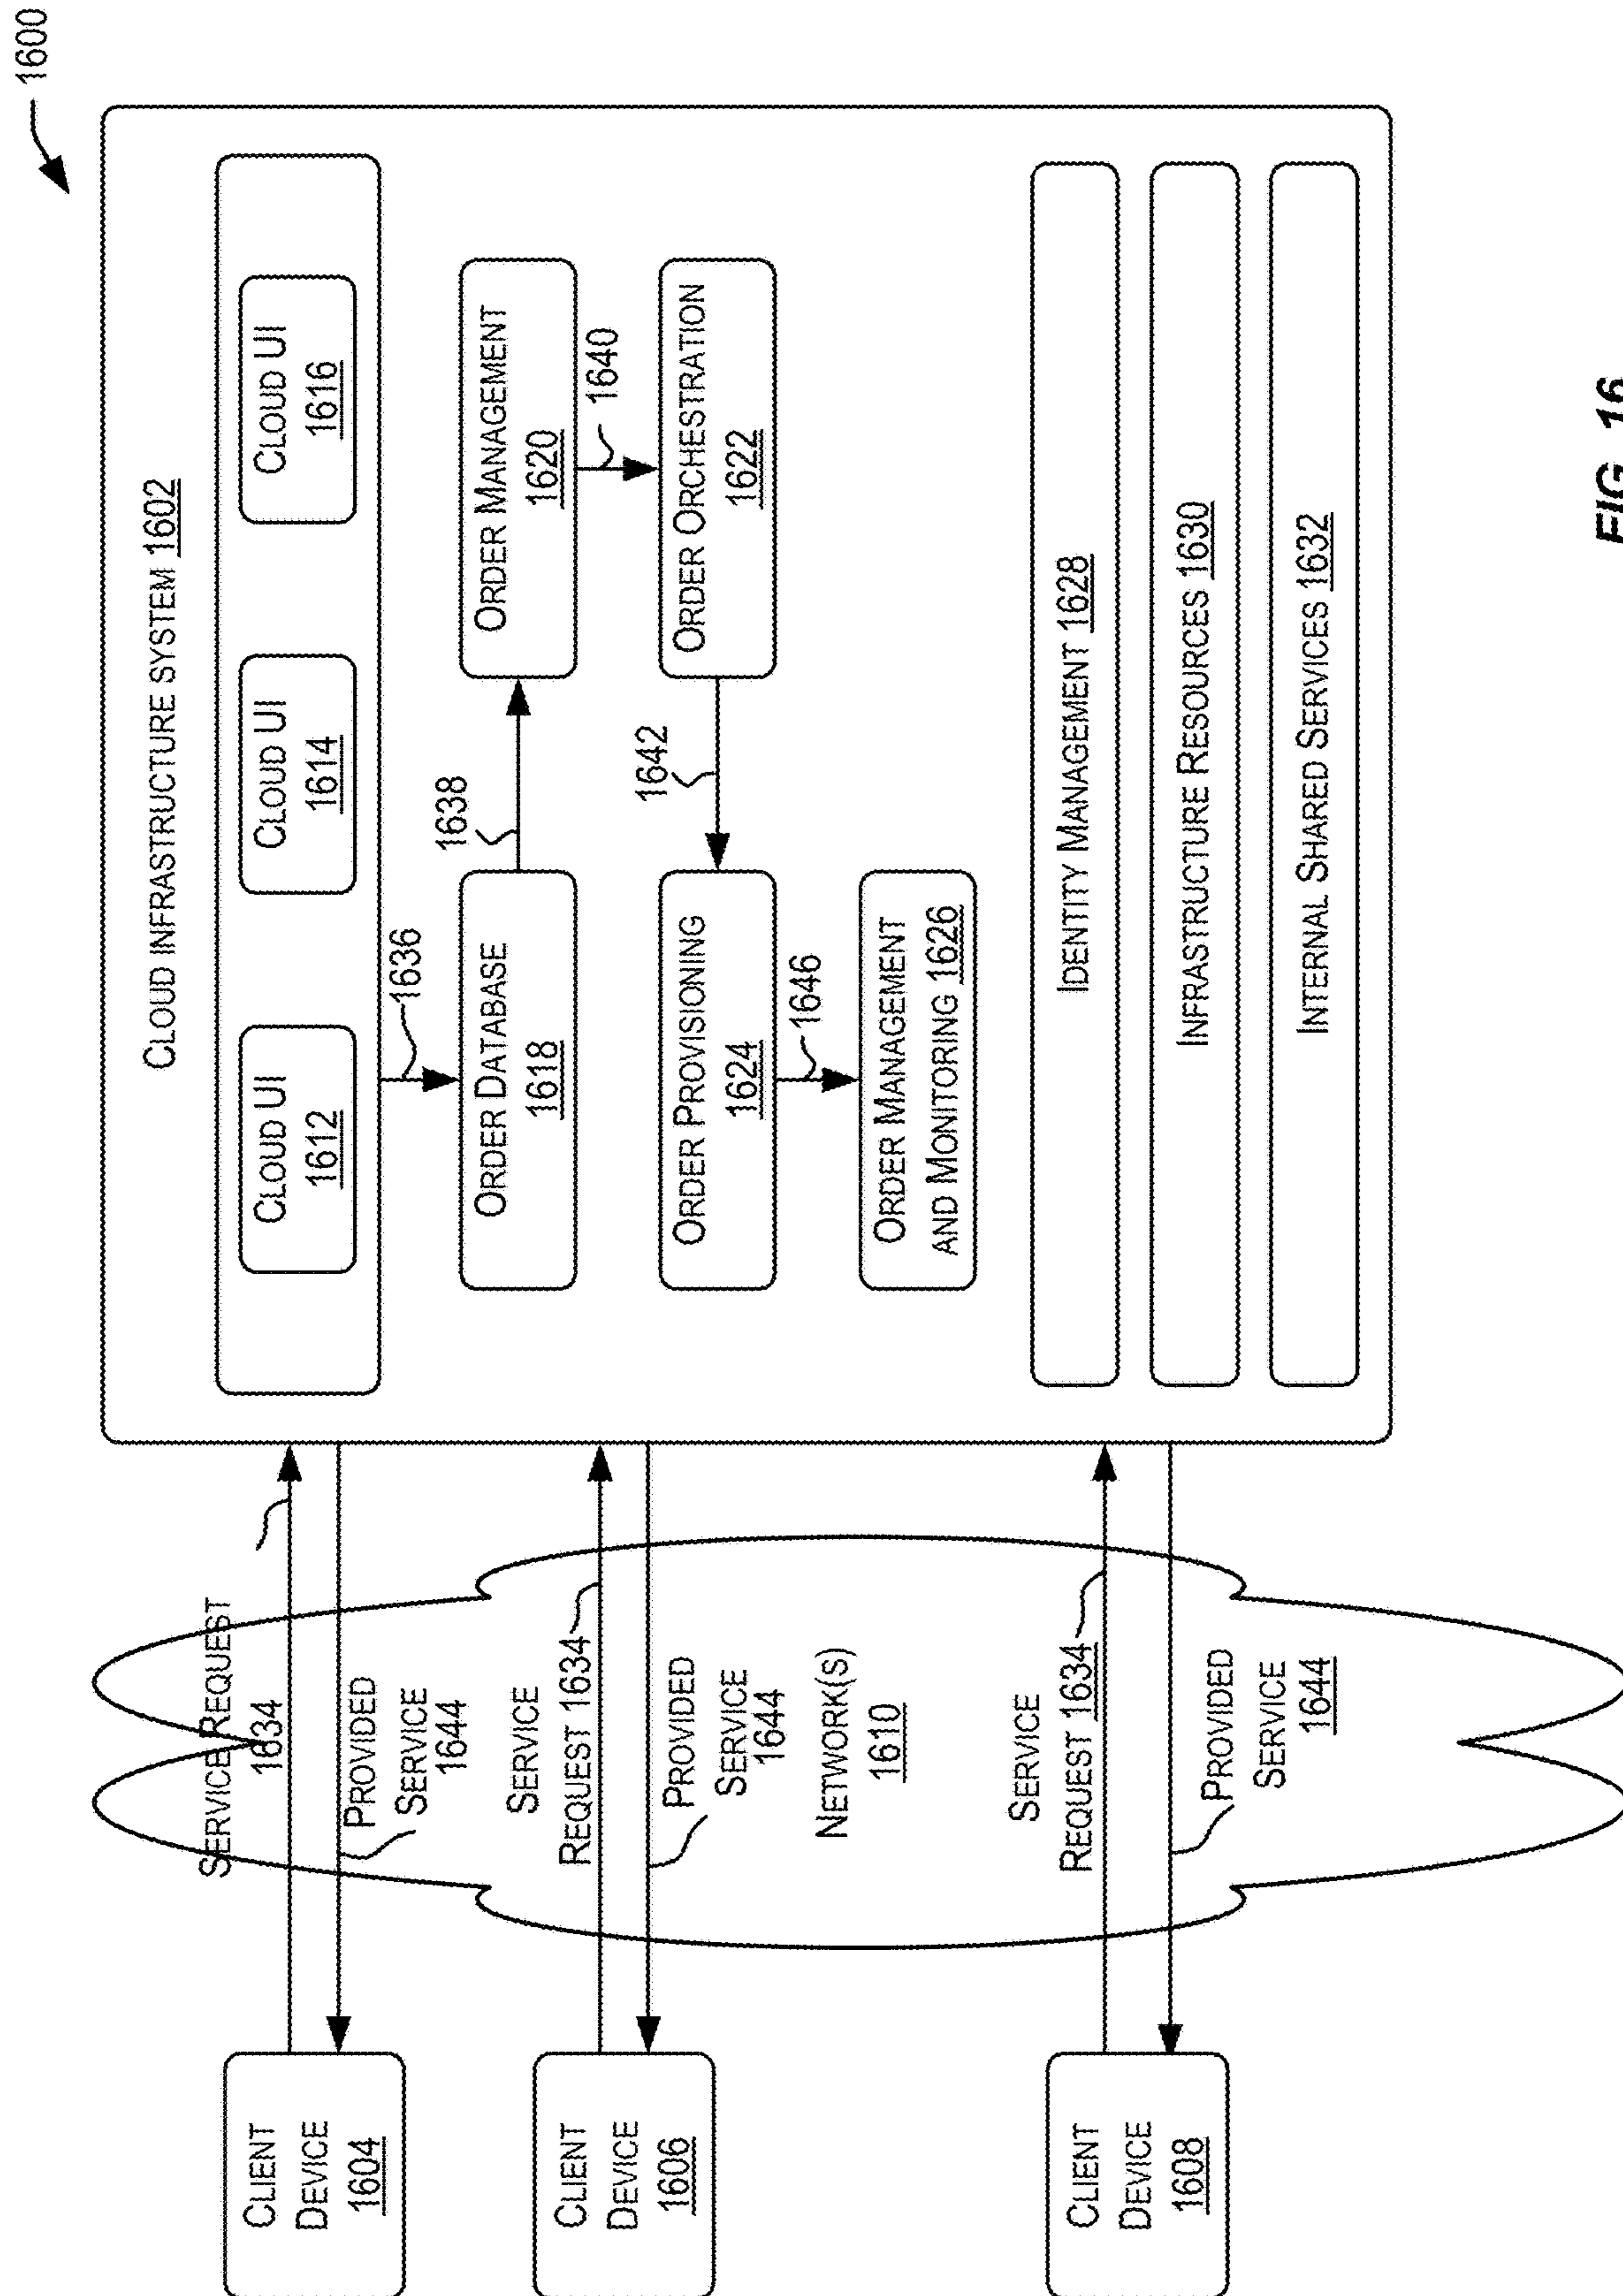 1600
CLOUD INFRASTRUCTURE SYSTEM 1602
CLOUD UI
1612
CLOUD UI
1614
CLOUD UI
1616
1636
ORDER DATABASE
1618
1638
ORDER MANAGEMENT
1620
1640
ORDER ORCHESTRATION
1622
1642
ORDER PROVISIONING
1624
1646
ORDER MANAGEMENT
AND MONITORING 1626
IDENTITY MANAGEMENT 1628
INFRASTRUCTURE RESOURCES 1630
INTERNAL SHARED SERVICES 1632
CLIENT
DEVICE
1604
SERVICE REQUEST
1634
PROVIDED
SERVICE
1644
CLIENT
DEVICE
1606
SERVICE
REQUEST 1634
PROVIDED
SERVICE
1644
NETWORK(S)
1610
CLIENT
DEVICE
1608
SERVICE
REQUEST 1634
PROVIDED
SERVICE
1644
FIG. 16